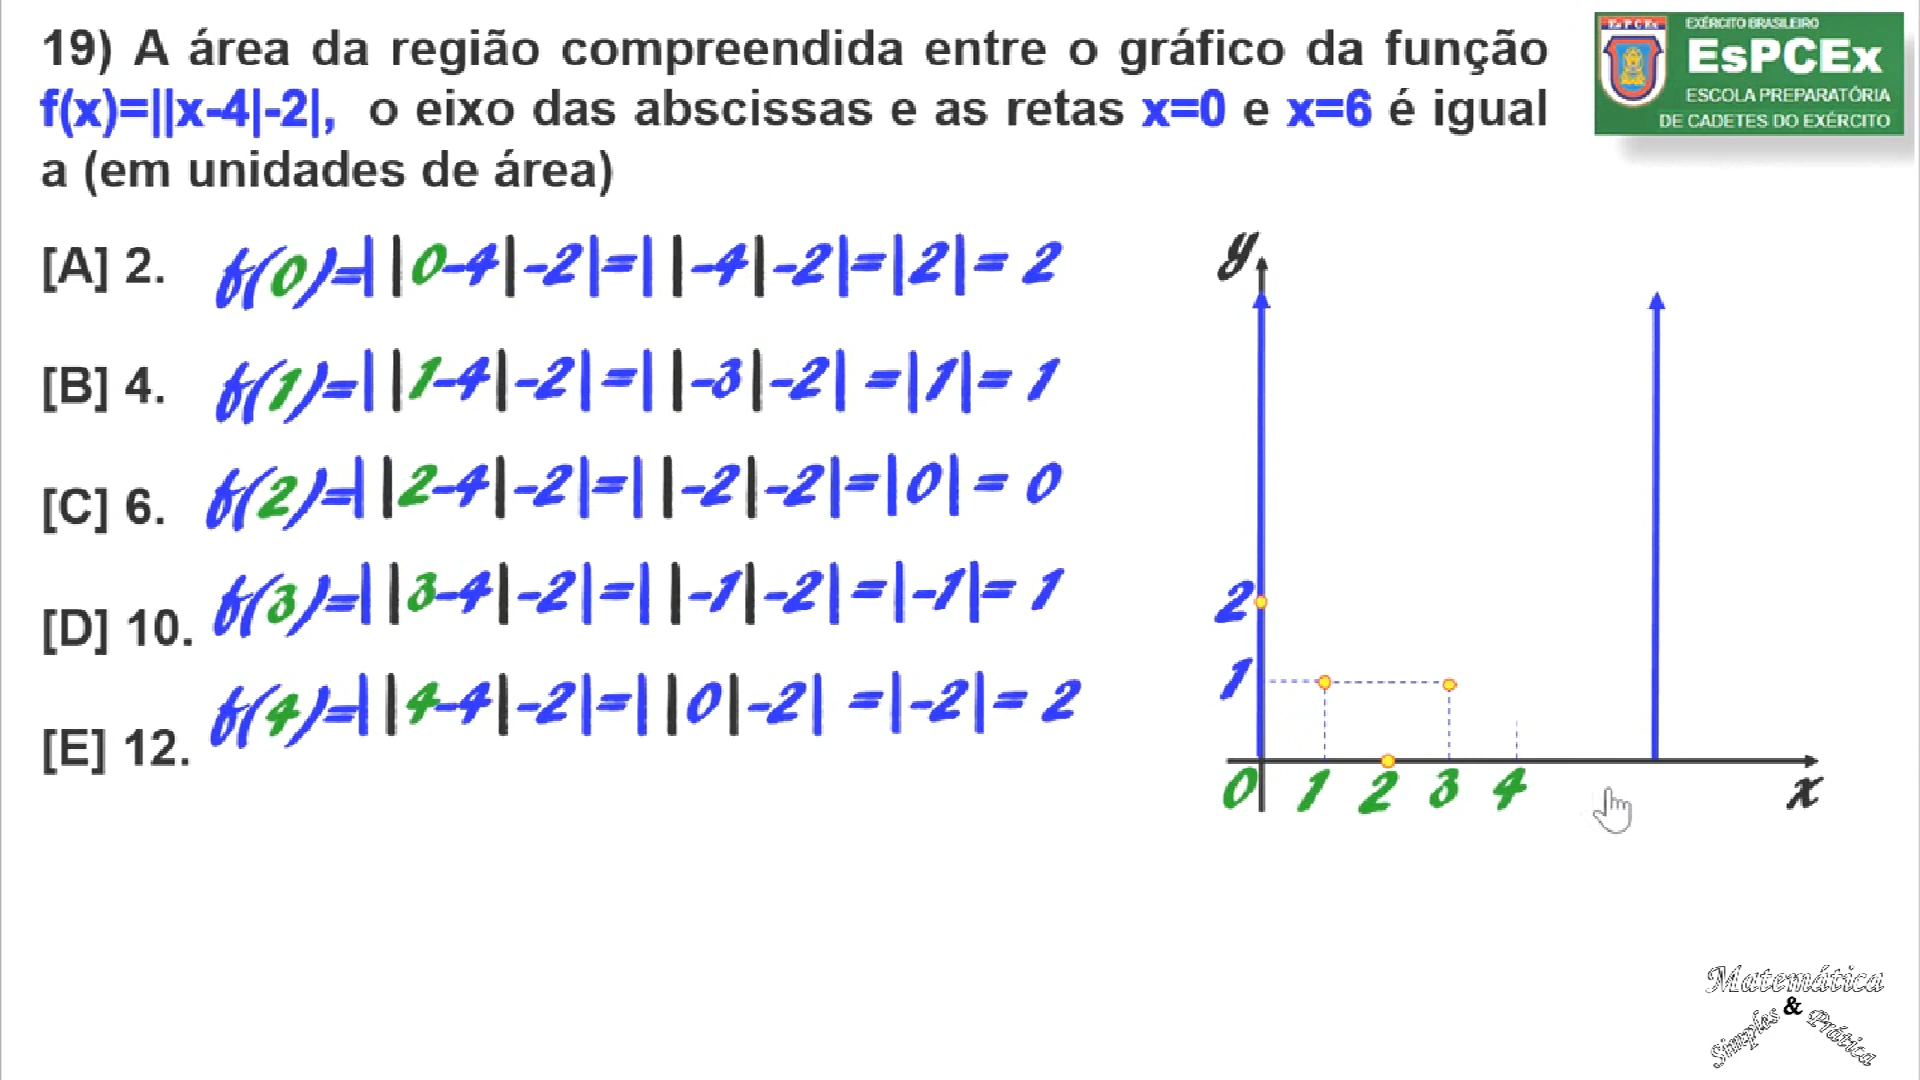 19) A área da região compreendida entre o gráfico da função
f(x)=||x-4|-2|, o eixo das abscissas e as retas x=0 e x=6 é igual
a (em unidades de área)
EsPCEx
EXÉRCITO BRASILEIRO
EsPCEx
ESCOLA PREPARATÓRIA
DE CADETES DO EXÉRCITO
[A] 2.
f(0)=||0-4|-2|=||-4|-2|=|2|= 2
[B] 4.
f(1)=||1-4|-2|=||-3|-2|=|1|= 1
[C] 6.
f(2)=||2-4|-2|=||-2|-2|=|0|= 0
[D] 10.
f(3)=||3-4|-2|=||-1|-2|=|-1|= 1
[E] 12.
f(4)=||4-4|-2|=||0|-2|=|-2|= 2
y
2
1
0 1 2 3 4 x
Matemática
&
Simples Prática